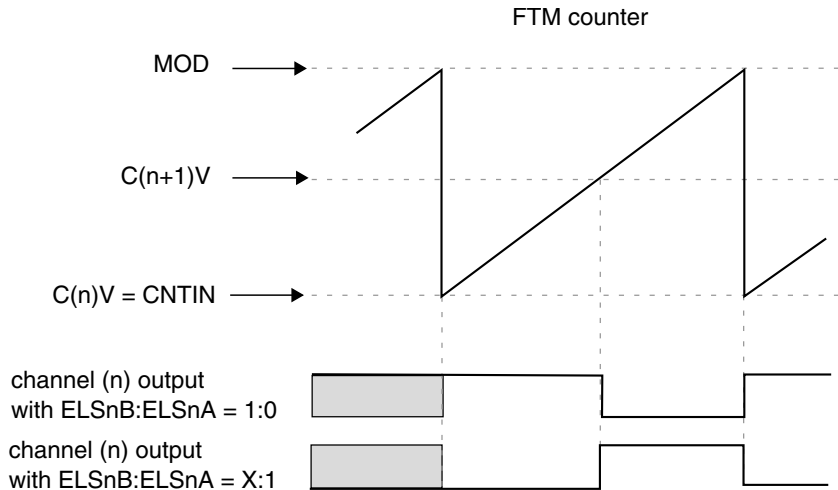 FTM counter
MOD
C(n+1)V
C(n)V = CNTIN
channel (n) output
with ELSnB:ELSnA = 1:0
channel (n) output
with ELSnB:ELSnA = X:1